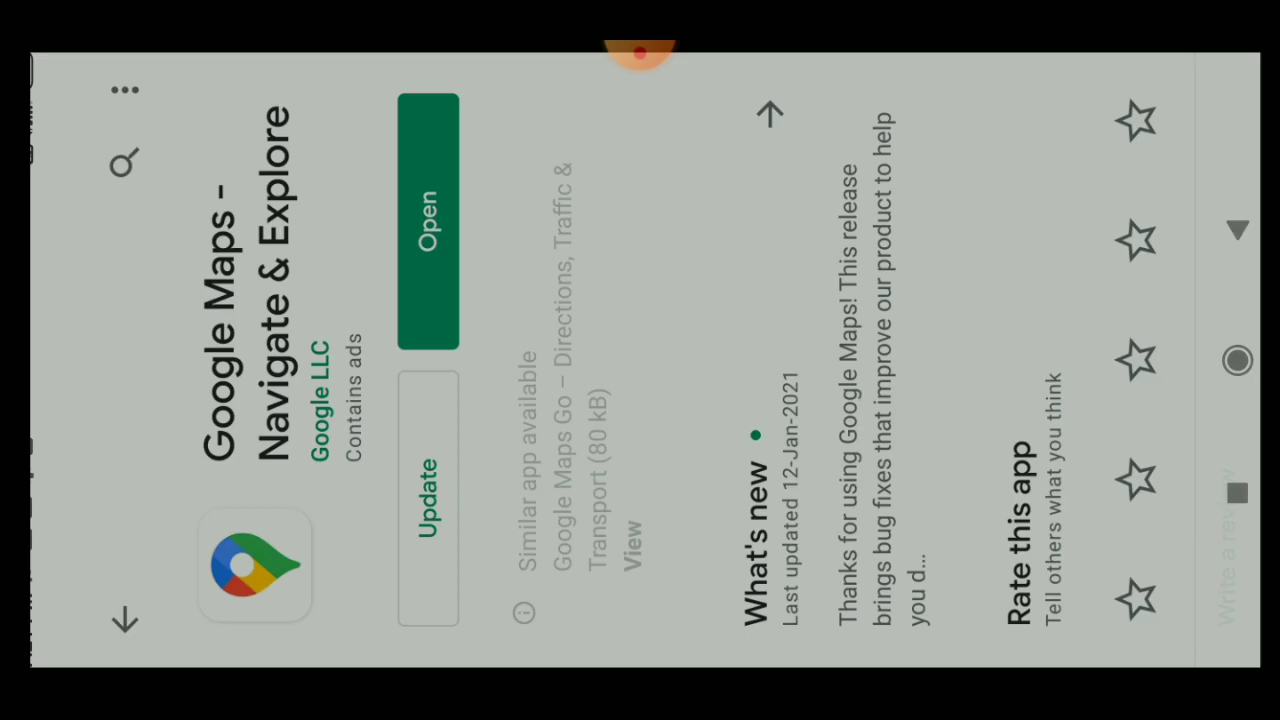 Google Maps -
Navigate & Explore
Google LLC
Contains ads
Update
Open
Similar app available
Google Maps Go – Directions, Traffic &
Transport (80 kB)
View
What's new
Last updated 12-Jan-2021
Thanks for using Google Maps! This release
brings bug fixes that improve our product to help
you d...
Rate this app
Tell others what you think
Write a review